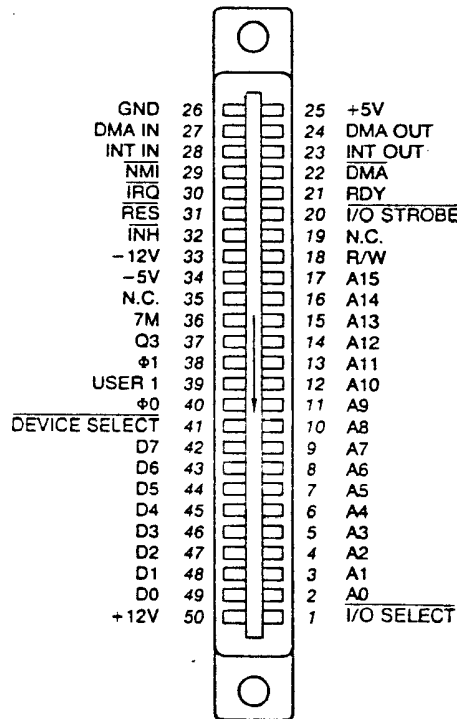 GND 26 25 +5V
DMA IN 27 24 DMA OUT
INT IN 28 23 INT OUT
NMI 29 22 DMA
IRQ 30 21 RDY
RES 31 20 I/O STROBE
INH 32 19 N.C.
−12V 33 18 R/W
−5V 34 17 A15
N.C. 35 16 A14
7M 36 15 A13
Q3 37 14 A12
Φ1 38 13 A11
USER 1 39 12 A10
Φ0 40 11 A9
DEVICE SELECT 41 10 A8
D7 42 9 A7
D6 43 8 A6
D5 44 7 A5
D4 45 6 A4
D3 46 5 A3
D2 47 4 A2
D1 48 3 A1
D0 49 2 A0
+12V 50 1 I/O SELECT